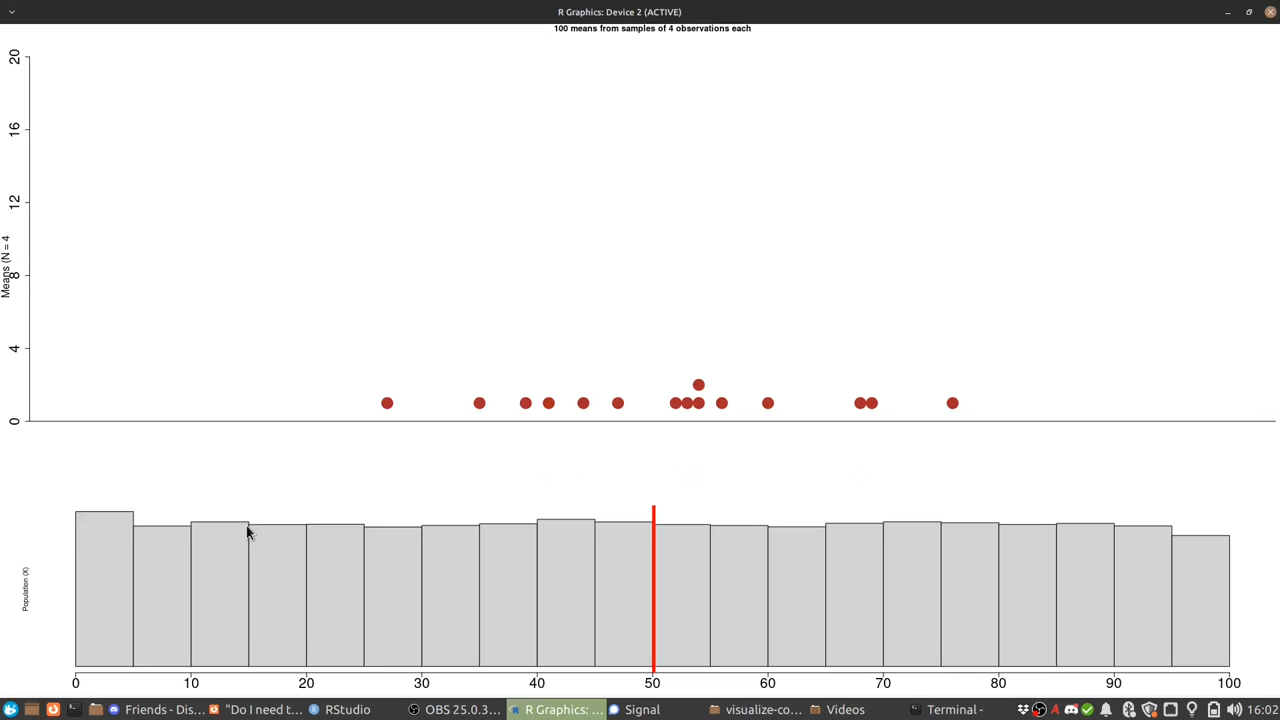 R Graphics: Device 2 (ACTIVE)
100 means from samples of 4 observations each
20
16
12
8
4
0
Means (N = 4
Population (X)
0 10 20 30 40 50 60 70 80 90 100
Friends - Dis... "Do I need t... RStudio OBS 25.0.3... R Graphics: ... Signal visualize-co... Videos Terminal - 16:02